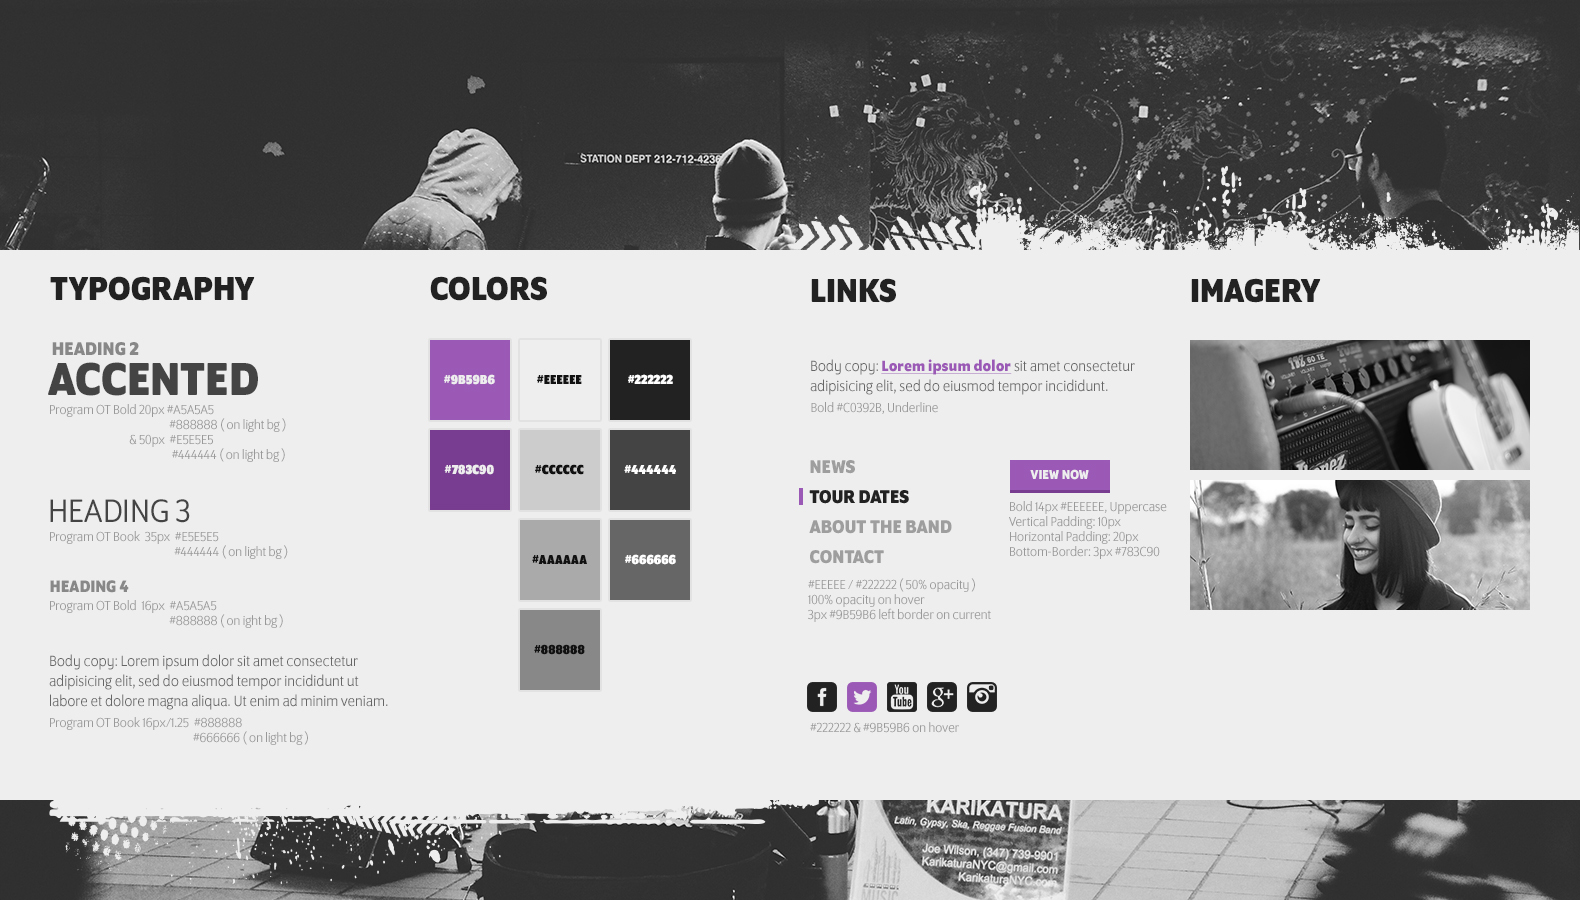 STATION DEPT 212-712-4236
TYPOGRAPHY
HEADING 2
ACCENTED
Program OT Bold 20px #A5A5A5
#888888 ( on light bg )
& 50px #E5E5E5
#444444 ( on light bg )
HEADING 3
Program OT Book 35px #E5E5E5
#444444 ( on light bg )
HEADING 4
Program OT Bold 16px #A5A5A5
#888888 ( on ight bg )
Body copy: Lorem ipsum dolor sit amet consectetur
adipisicing elit, sed do eiusmod tempor incididunt ut
labore et dolore magna aliqua. Ut enim ad minim veniam.
Program OT Book 16px/1.25 #888888
#666666 ( on light bg )
COLORS
#9B59B6
#EEEEEE
#222222
#783C90
#CCCCCC
#444444
#AAAAAA
#666666
#888888
LINKS
Body copy: Lorem ipsum dolor sit amet consectetur
adipisicing elit, sed do eiusmod tempor incididunt.
Bold #C0392B, Underline
NEWS
TOUR DATES
ABOUT THE BAND
CONTACT
#EEEEE / #222222 ( 50% opacity )
100% opacity on hover
3px #9B59B6 left border on current
VIEW NOW
Bold 14px #EEEEEE, Uppercase
Vertical Padding: 10px
Horizontal Padding: 20px
Bottom-Border: 3px #783C90
f
You
Tube
g+
#222222 & #9B59B6 on hover
IMAGERY
KARIKATURA
Latin, Gypsy, Ska, Reggae Fusion Band
Joe Wilson, (347) 739-9901
KarikaturaNYC@gmail.com
KarikaturaNYC.com
MUSIC